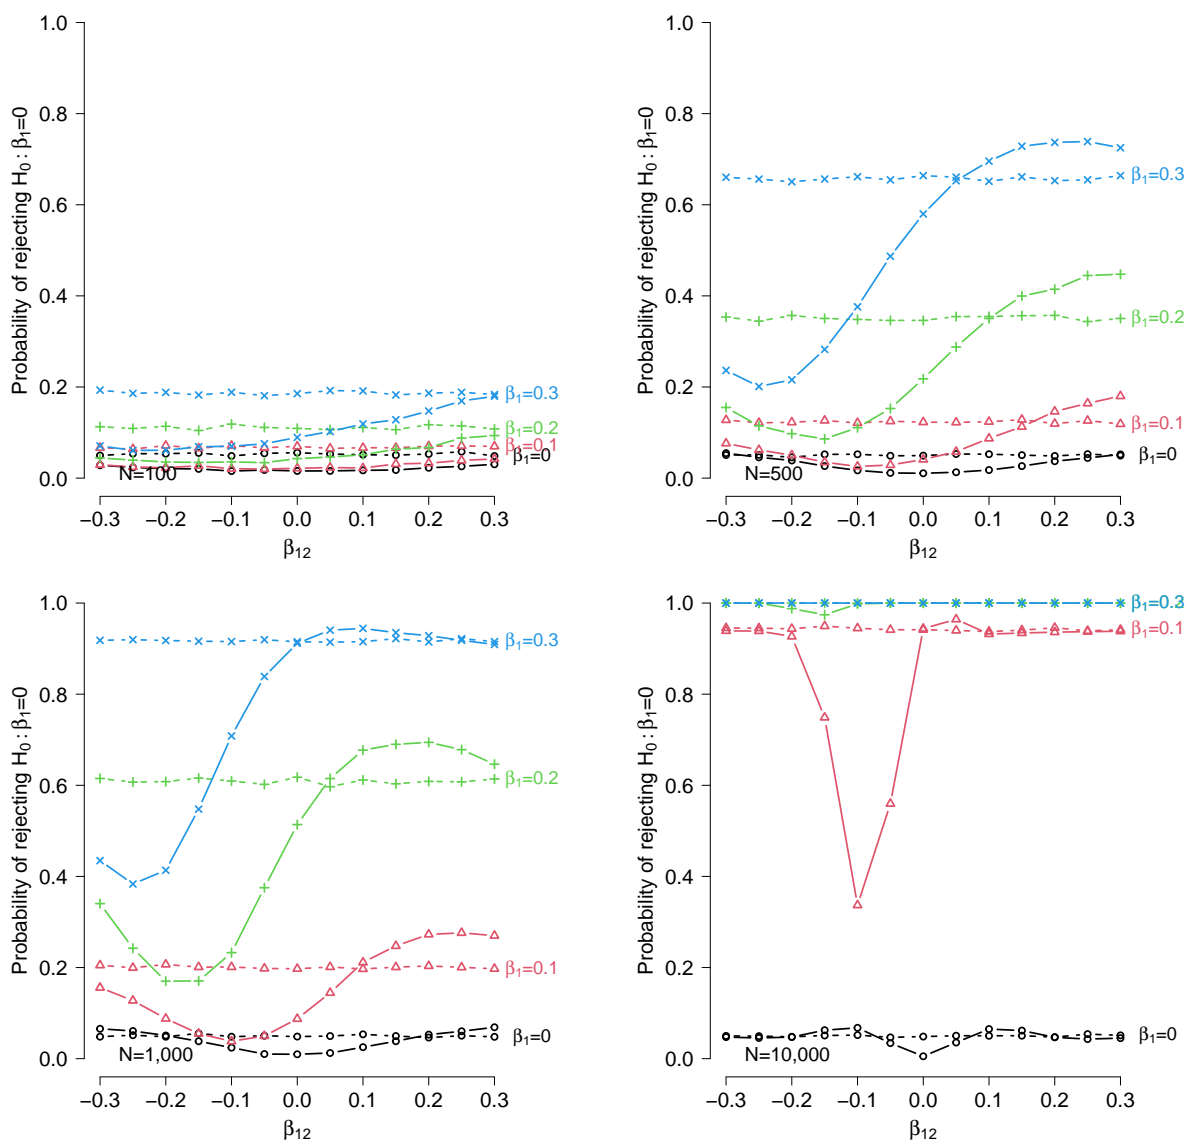 1.0
0.8
0.6
0.4
0.2
0.0
Probability of rejecting H₀ : β₁=0
β₁=0.3
β₁=0.2
β₁=0.1
β₁=0
N=100
−0.3 −0.2 −0.1 0.0 0.1 0.2 0.3
β₁₂
1.0
0.8
0.6
0.4
0.2
0.0
Probability of rejecting H₀ : β₁=0
β₁=0.3
β₁=0.2
β₁=0.1
β₁=0
N=500
−0.3 −0.2 −0.1 0.0 0.1 0.2 0.3
β₁₂
1.0
0.8
0.6
0.4
0.2
0.0
Probability of rejecting H₀ : β₁=0
β₁=0.3
β₁=0.2
β₁=0.1
β₁=0
N=1,000
−0.3 −0.2 −0.1 0.0 0.1 0.2 0.3
β₁₂
1.0
0.8
0.6
0.4
0.2
0.0
Probability of rejecting H₀ : β₁=0
β₁=0.3
β₁=0.1
β₁=0
N=10,000
−0.3 −0.2 −0.1 0.0 0.1 0.2 0.3
β₁₂